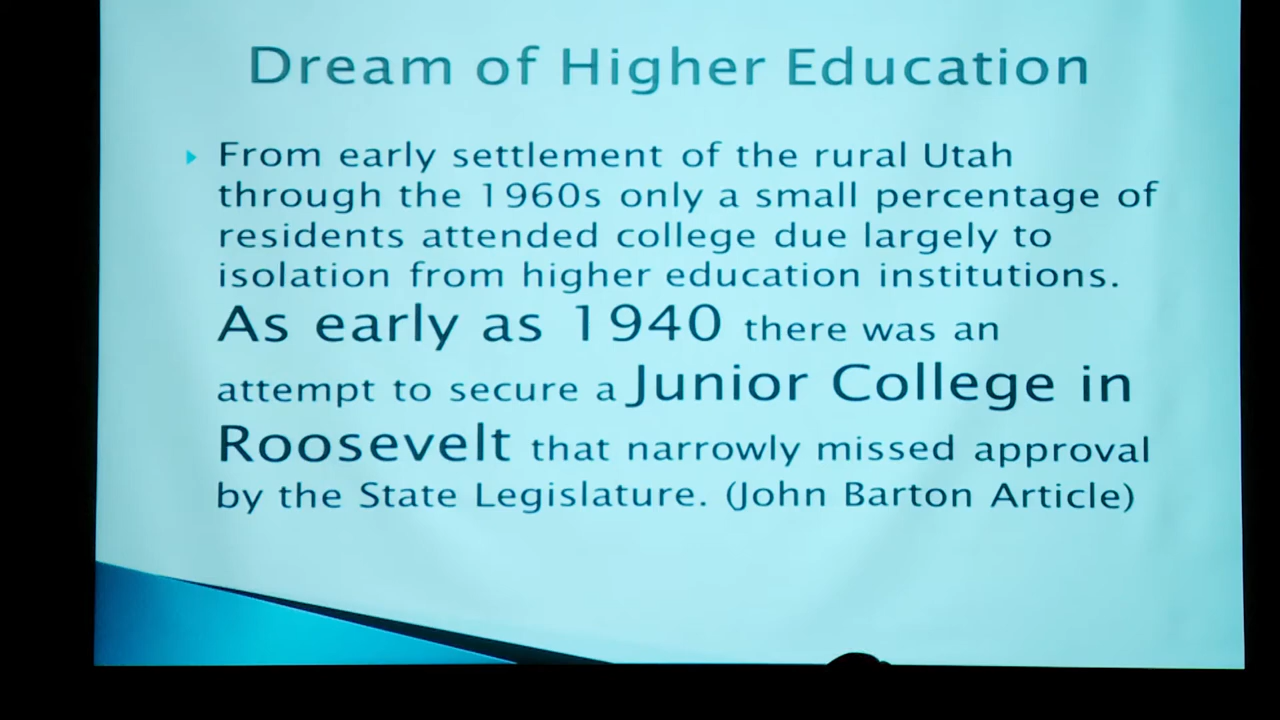 Dream of Higher Education
From early settlement of the rural Utah
through the 1960s only a small percentage of
residents attended college due largely to
isolation from higher education institutions.
As early as 1940 there was an
attempt to secure a Junior College in
Roosevelt that narrowly missed approval
by the State Legislature. (John Barton Article)